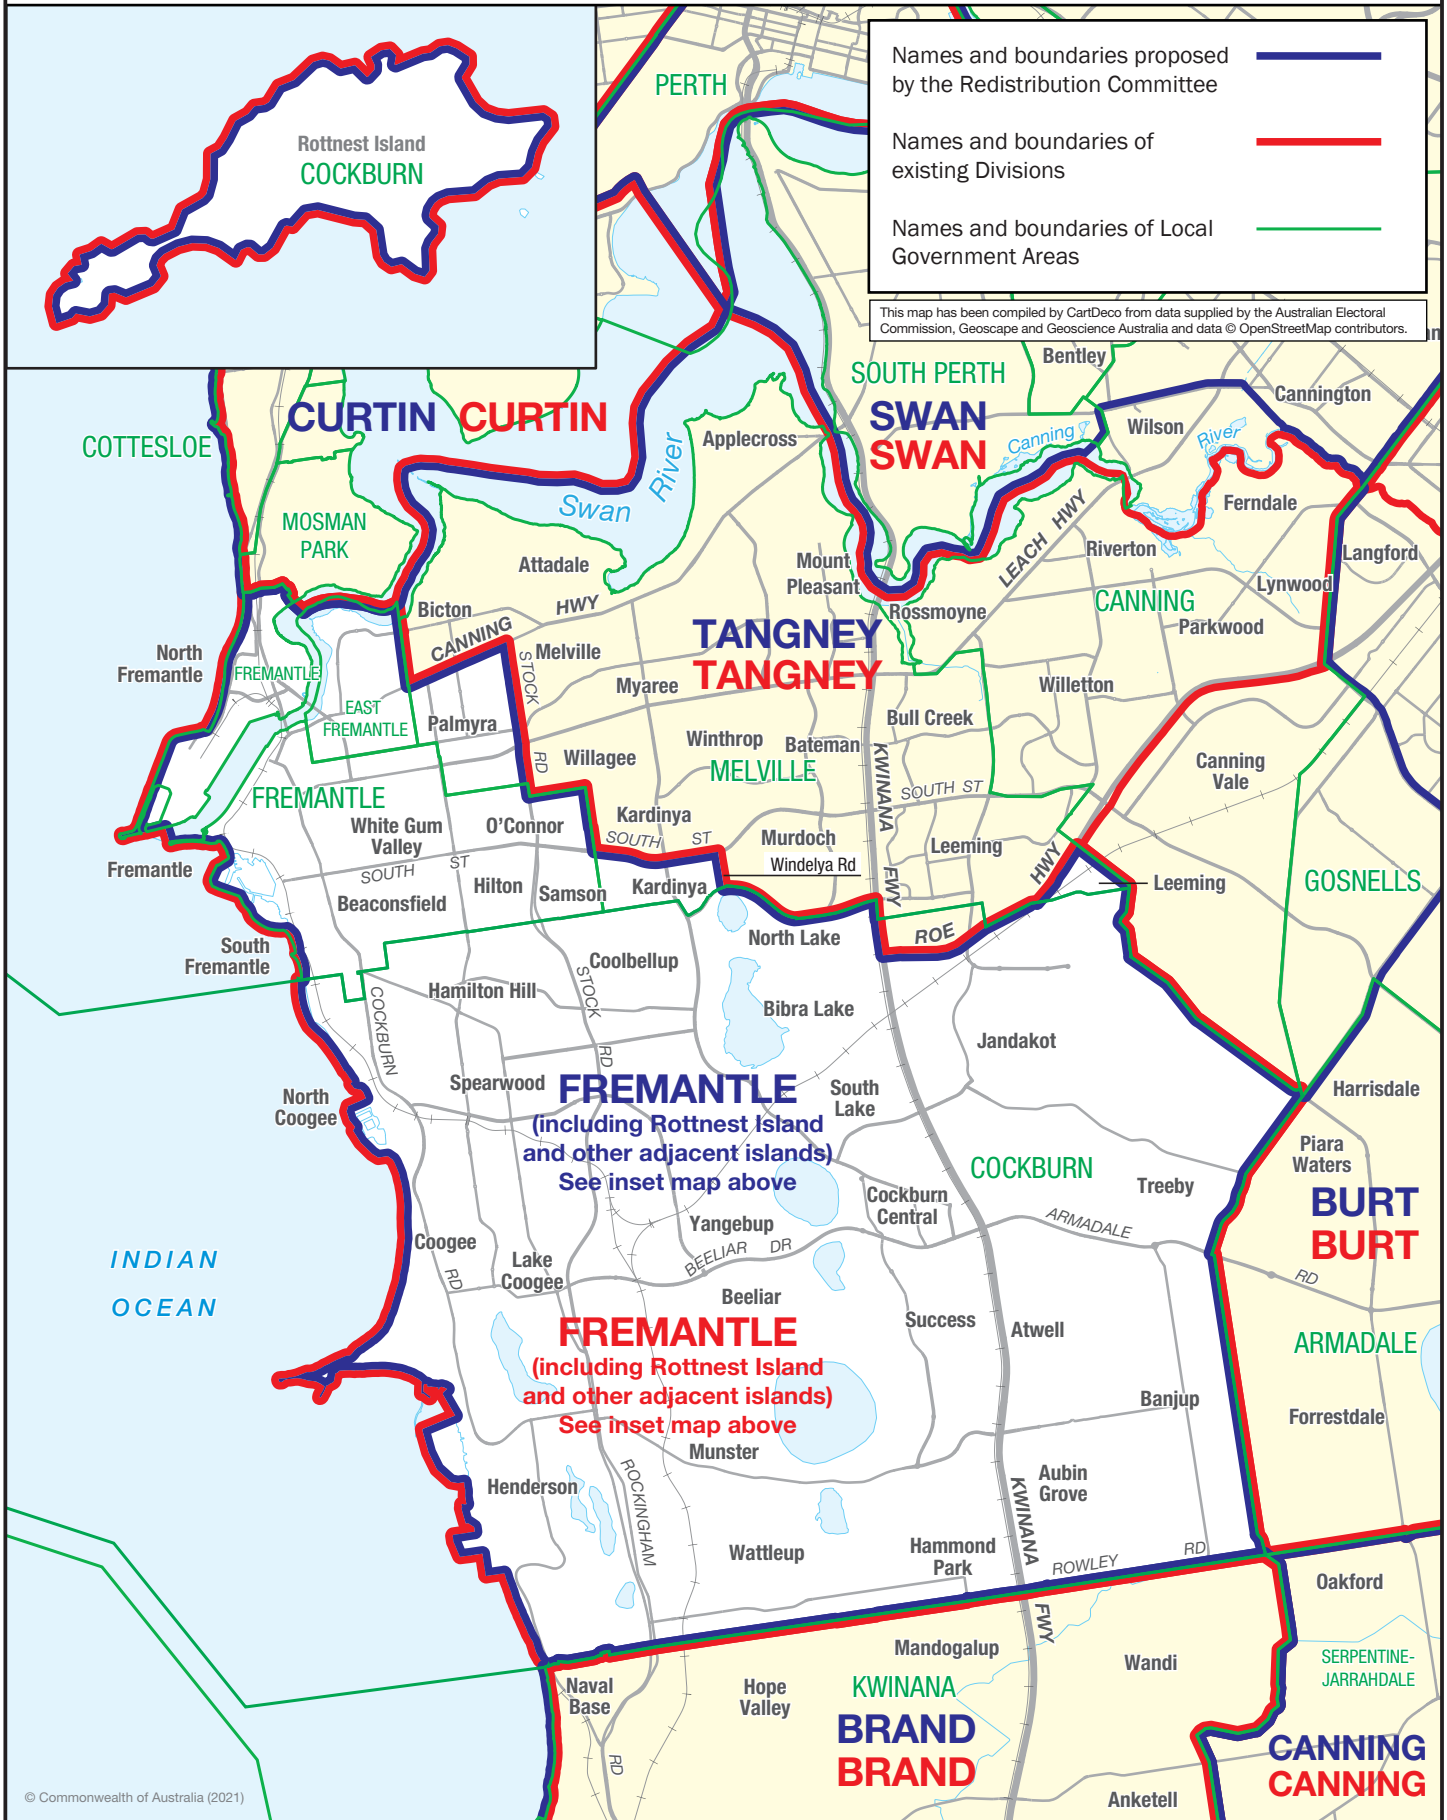 Names and boundaries proposed
by the Redistribution Committee
Names and boundaries of
existing Divisions
Names and boundaries of Local
Government Areas
This map has been compiled by CartDeco from data supplied by the Australian Electoral
Commission, Geoscape and Geoscience Australia and data © OpenStreetMap contributors.
Rottnest Island
COCKBURN
PERTH
SOUTH PERTH
Bentley
Cannington
SWAN
SWAN
Canning
River
Wilson
CURTIN CURTIN
COTTESLOE
Applecross
Swan
River
MOSMAN
PARK
Ferndale
LEACH HWY
Riverton
Langford
Lynwood
Attadale
Mount
Pleasant
Rossmoyne
CANNING
Parkwood
Bicton
CANNING
HWY
TANGNEY
TANGNEY
Melville
STOCK
RD
North
Fremantle
FREMANTLE
EAST
FREMANTLE
Palmyra
Myaree
Willetton
Bull Creek
Winthrop
Bateman
MELVILLE
Willagee
KWINANA
FWY
SOUTH ST
Canning
Vale
FREMANTLE
White Gum
Valley
O'Connor
Kardinya
SOUTH
ST
Murdoch
Windelya Rd
Leeming
HWY
Fremantle
SOUTH
ST
Hilton
Samson
Kardinya
Beaconsfield
Leeming
GOSNELLS
ROE
North Lake
South
Fremantle
Coolbellup
STOCK
RD
Hamilton Hill
COCKBURN
Bibra Lake
Jandakot
North
Coogee
Spearwood
FREMANTLE
(including Rottnest Island
and other adjacent islands)
See inset map above
South
Lake
Harrisdale
Piara
Waters
BURT
BURT
COCKBURN
Treeby
Cockburn
Central
Yangebup
BEELIAR DR
ARMADALE
RD
Coogee
RD
Lake
Coogee
INDIAN
OCEAN
Beeliar
Success
Atwell
FREMANTLE
(including Rottnest Island
and other adjacent islands)
See inset map above
ARMADALE
Banjup
Forrestdale
Munster
Henderson
ROCKINGHAM
Aubin
Grove
KWINANA
FWY
Wattleup
Hammond
Park
ROWLEY
RD
Oakford
Mandogalup
Wandi
SERPENTINE-
JARRAHDALE
Naval
Base
RD
Hope
Valley
KWINANA
BRAND
BRAND
CANNING
CANNING
Anketell
© Commonwealth of Australia (2021)